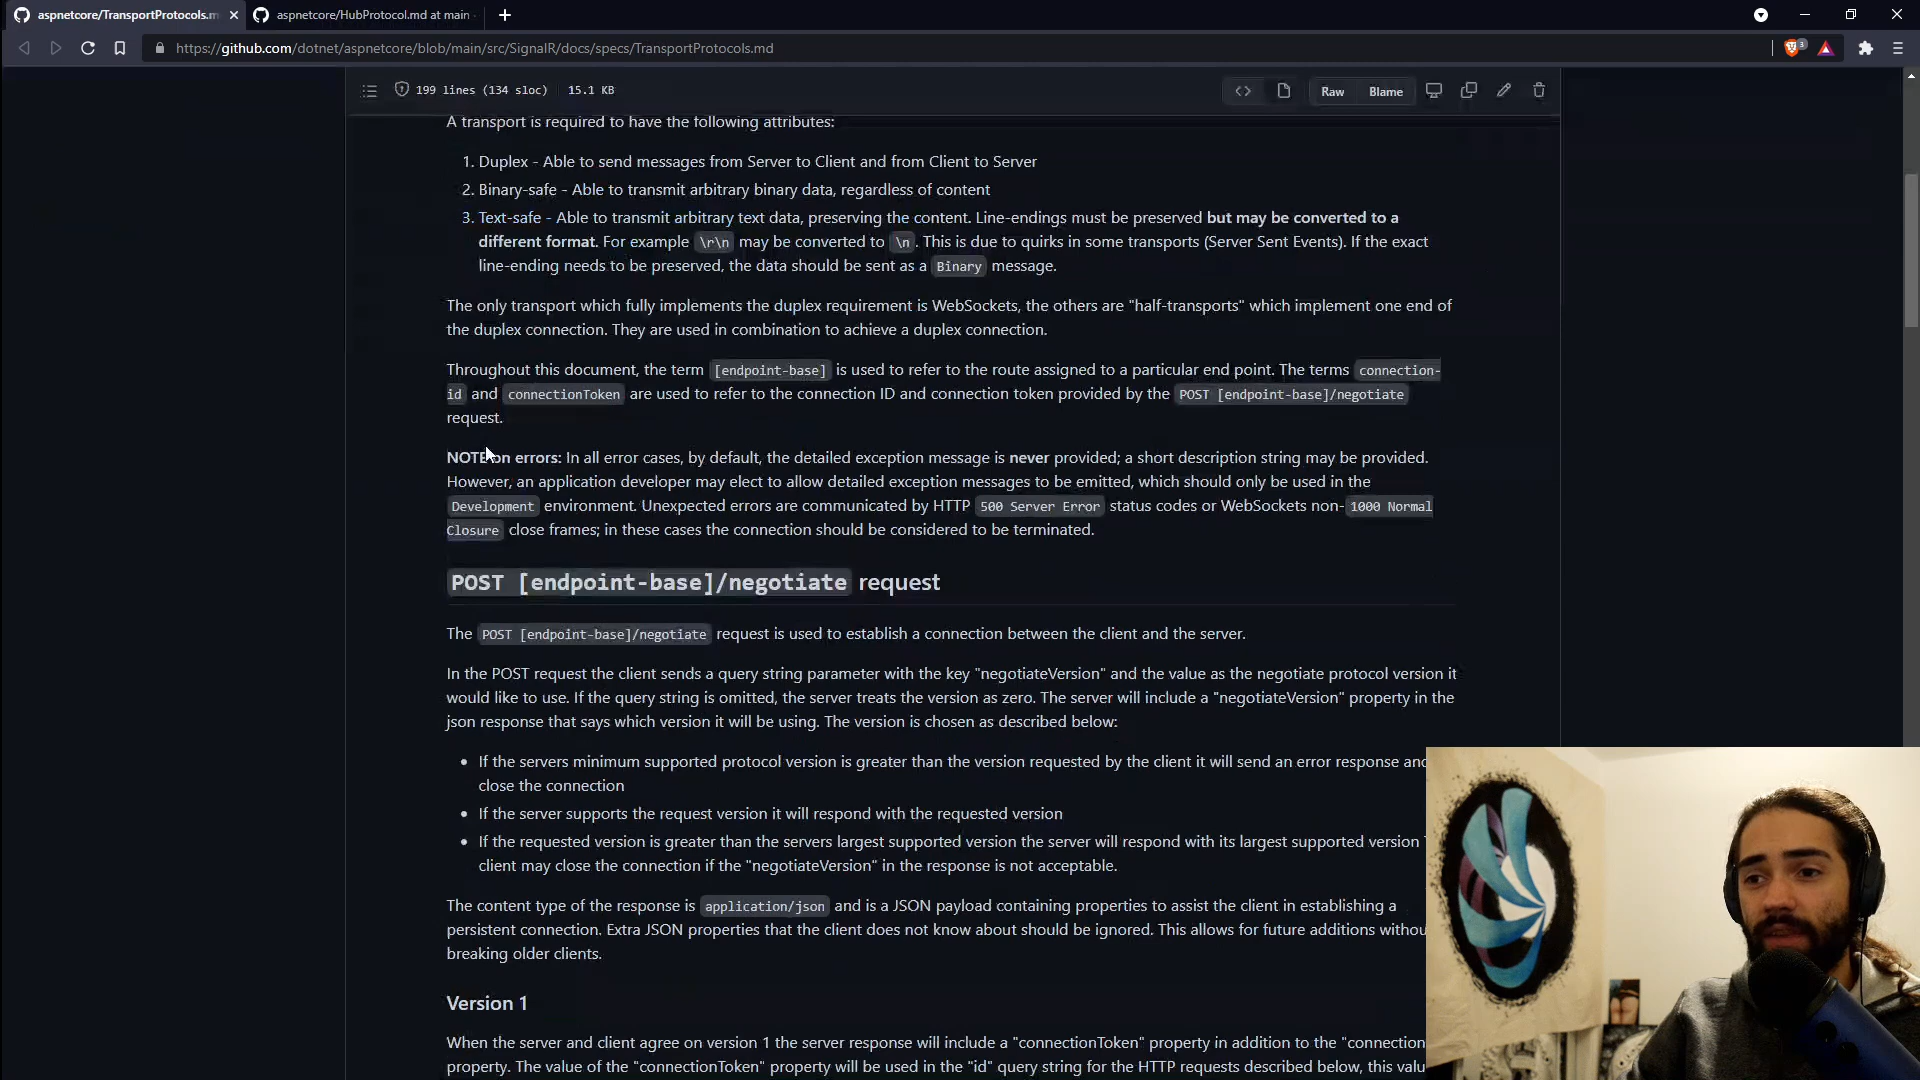 aspnetcore/TransportProtocols.m
aspnetcore/HubProtocol.md at main
https://github.com/dotnet/aspnetcore/blob/main/src/SignalR/docs/specs/TransportProtocols.md
3
199 lines (134 sloc) 15.1 KB
Raw Blame
A transport is required to have the following attributes:
1. Duplex - Able to send messages from Server to Client and from Client to Server
2. Binary-safe - Able to transmit arbitrary binary data, regardless of content
3. Text-safe - Able to transmit arbitrary text data, preserving the content. Line-endings must be preserved but may be converted to a
different format. For example \r\n may be converted to \n. This is due to quirks in some transports (Server Sent Events). If the exact
line-ending needs to be preserved, the data should be sent as a Binary message.
The only transport which fully implements the duplex requirement is WebSockets, the others are "half-transports" which implement one end of
the duplex connection. They are used in combination to achieve a duplex connection.
Throughout this document, the term [endpoint-base] is used to refer to the route assigned to a particular end point. The terms connection-
id and connectionToken are used to refer to the connection ID and connection token provided by the POST [endpoint-base]/negotiate
request.
NOTE on errors: In all error cases, by default, the detailed exception message is never provided; a short description string may be provided.
However, an application developer may elect to allow detailed exception messages to be emitted, which should only be used in the
Development environment. Unexpected errors are communicated by HTTP 500 Server Error status codes or WebSockets non-1000 Normal
Closure close frames; in these cases the connection should be considered to be terminated.
POST [endpoint-base]/negotiate request
The POST [endpoint-base]/negotiate request is used to establish a connection between the client and the server.
In the POST request the client sends a query string parameter with the key "negotiateVersion" and the value as the negotiate protocol version it
would like to use. If the query string is omitted, the server treats the version as zero. The server will include a "negotiateVersion" property in the
json response that says which version it will be using. The version is chosen as described below:
• If the servers minimum supported protocol version is greater than the version requested by the client it will send an error response and
close the connection
• If the server supports the request version it will respond with the requested version
• If the requested version is greater than the servers largest supported version the server will respond with its largest supported version
client may close the connection if the "negotiateVersion" in the response is not acceptable.
The content type of the response is application/json and is a JSON payload containing properties to assist the client in establishing a
persistent connection. Extra JSON properties that the client does not know about should be ignored. This allows for future additions withou
breaking older clients.
Version 1
When the server and client agree on version 1 the server response will include a "connectionToken" property in addition to the "connection
property. The value of the "connectionToken" property will be used in the "id" query string for the HTTP requests described below, this valu